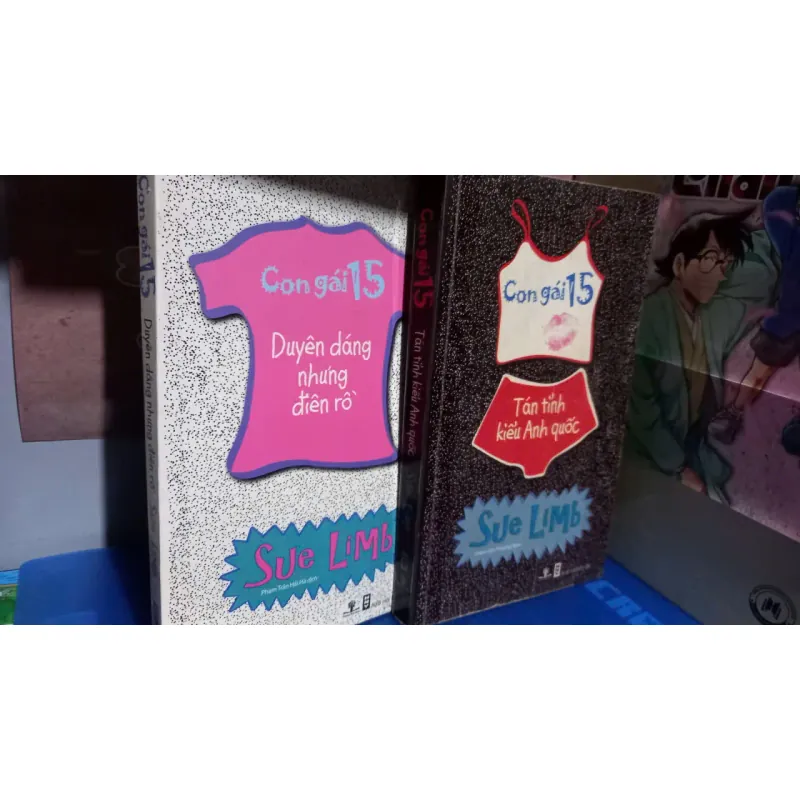 Con gái 15 Duyên dáng nhưng điên rồ
Con gái 15
Duyên dáng
nhưng
điên rồ
Sue Limb
Con gái 15 Tán tỉnh kiểu Anh quốc
Con gái 15
Tán tỉnh
kiểu Anh quốc
Sue Limb